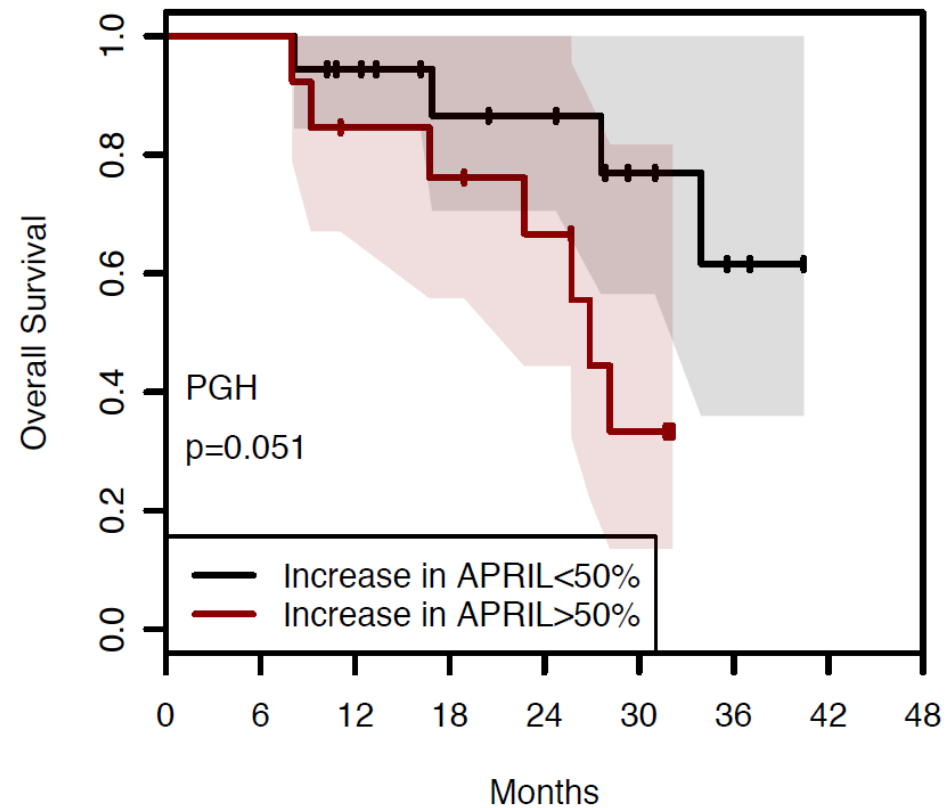 Overall Survival
1.0
0.8
0.6
0.4
0.2
0.0
PGH
p=0.051
Increase in APRIL<50%
Increase in APRIL>50%
0 6 12 18 24 30 36 42 48
Months